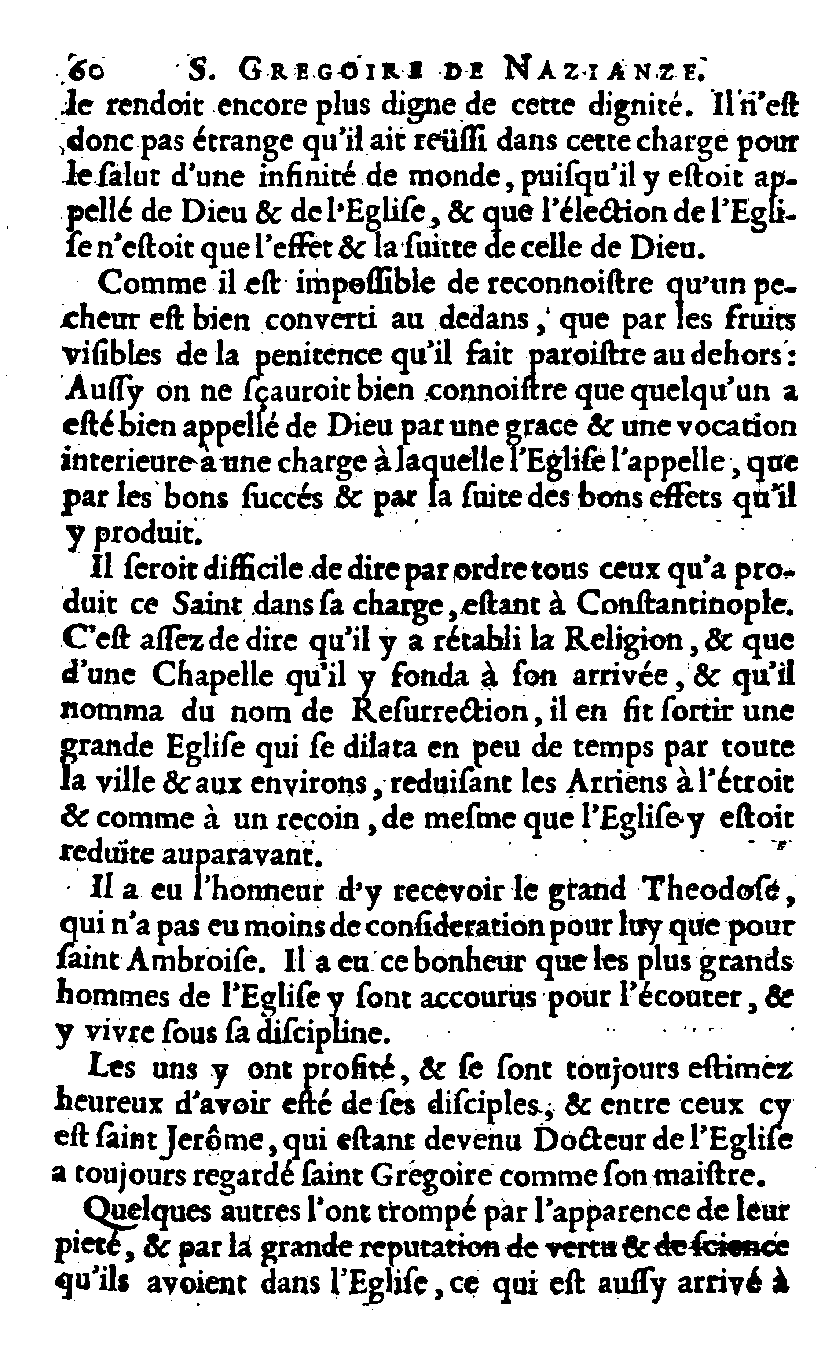 60 S. GREGOIRE DE NAZIANZE.
le rendoit encore plus digne de cette dignité. Il n'eſt
donc pas étrange qu'il ait reüſſi dans cette charge pour
le ſalut d'une infinité de monde, puiſqu'il y eſtoit ap-
pellé de Dieu & de l'Egliſe, & que l'élection de l'Egli-
ſe n'eſtoit que l'effet & la ſuitte de celle de Dieu.
Comme il eſt impoſſible de reconnoiſtre qu'un pe-
cheur eſt bien converti au dedans, que par les fruits
viſibles de la penitence qu'il fait paroiſtre au dehors:
Auſſy on ne ſçauroit bien connoiſtre que quelqu'un a
eſté bien appellé de Dieu par une grace & une vocation
interieure à une charge à laquelle l'Egliſe l'appelle, que
par les bons ſuccés & par la ſuite des bons effets qu'il
y produit.
Il ſeroit difficile de dire par ordre tous ceux qu'a pro-
duit ce Saint dans ſa charge, eſtant à Conſtantinople.
C'eſt aſſez de dire qu'il y a rétabli la Religion, & que
d'une Chapelle qu'il y fonda à ſon arrivée, & qu'il
nomma du nom de Reſurrection, il en fit ſortir une
grande Egliſe qui ſe dilata en peu de temps par toute
la ville & aux environs, reduiſant les Arriens à l'étroit
& comme à un recoin, de meſme que l'Egliſe y eſtoit
reduite auparavant.
Il a eu l'honneur d'y recevoir le grand Theodoſe,
qui n'a pas eu moins de conſideration pour luy que pour
ſaint Ambroiſe. Il a eu ce bonheur que les plus grands
hommes de l'Egliſe y ſont accourus pour l'écouter, &
y vivre ſous ſa diſcipline.
Les uns y ont profité, & ſe ſont toujours eſtimez
heureux d'avoir eſté de ſes diſciples, & entre ceux cy
eſt ſaint Jerôme, qui eſtant devenu Docteur de l'Egliſe
a toujours regardé ſaint Gregoire comme ſon maiſtre.
Quelques autres l'ont trompé par l'apparence de leur
pieté, & par la grande reputation de vertu & de ſcience
qu'ils avoient dans l'Egliſe, ce qui eſt auſſy arrivé à